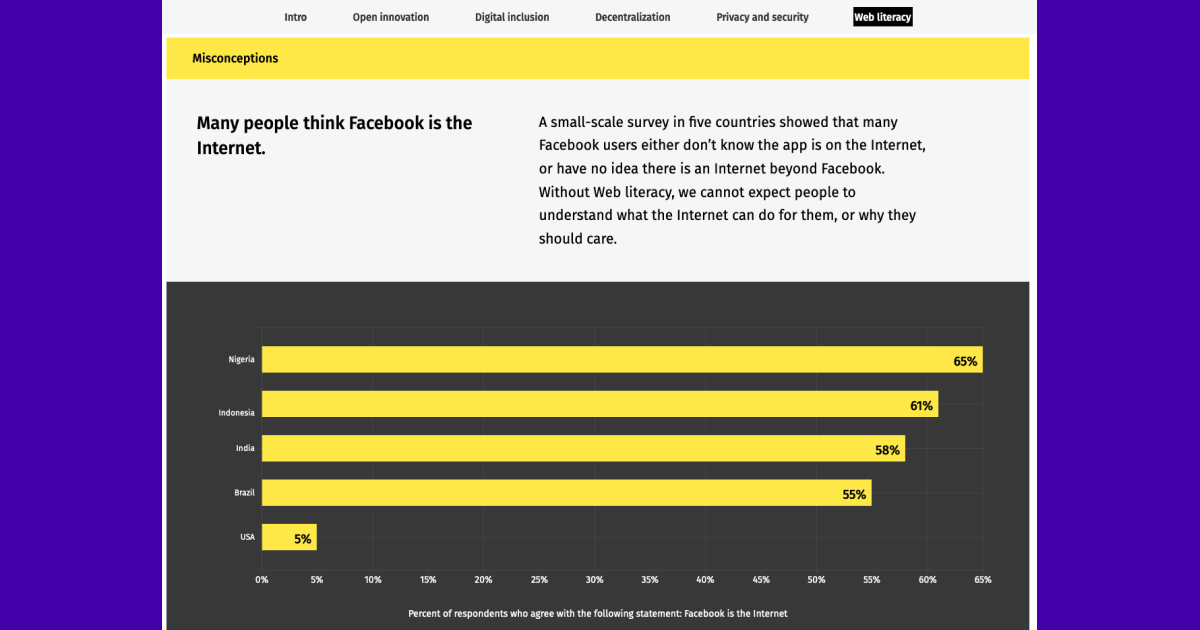 Intro Open innovation Digital inclusion Decentralization Privacy and security Web literacy
Misconceptions
Many people think Facebook is the
Internet.
A small-scale survey in five countries showed that many
Facebook users either don’t know the app is on the Internet,
or have no idea there is an Internet beyond Facebook.
Without Web literacy, we cannot expect people to
understand what the Internet can do for them, or why they
should care.
Nigeria 65%
Indonesia 61%
India 58%
Brazil 55%
USA 5%
0% 5% 10% 15% 20% 25% 30% 35% 40% 45% 50% 55% 60% 65%
Percent of respondents who agree with the following statement: Facebook is the Internet